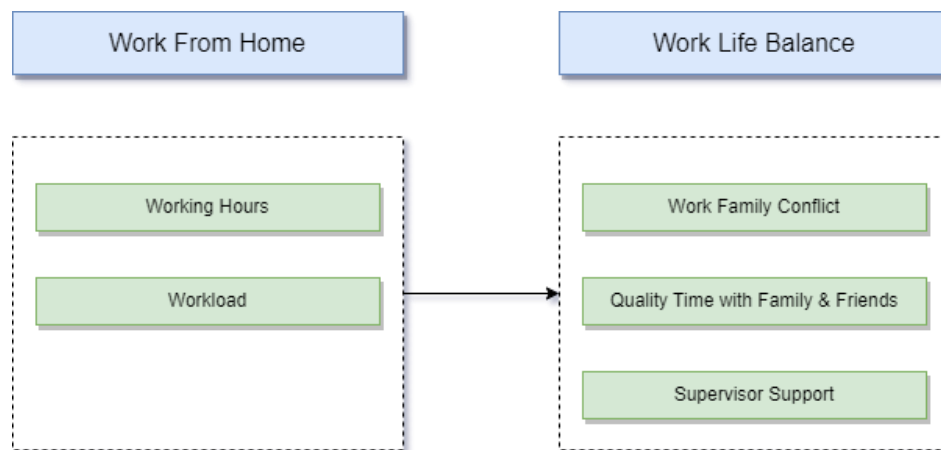 Work From Home
Work Life Balance
Working Hours
Work Family Conflict
Workload
Quality Time with Family & Friends
Supervisor Support